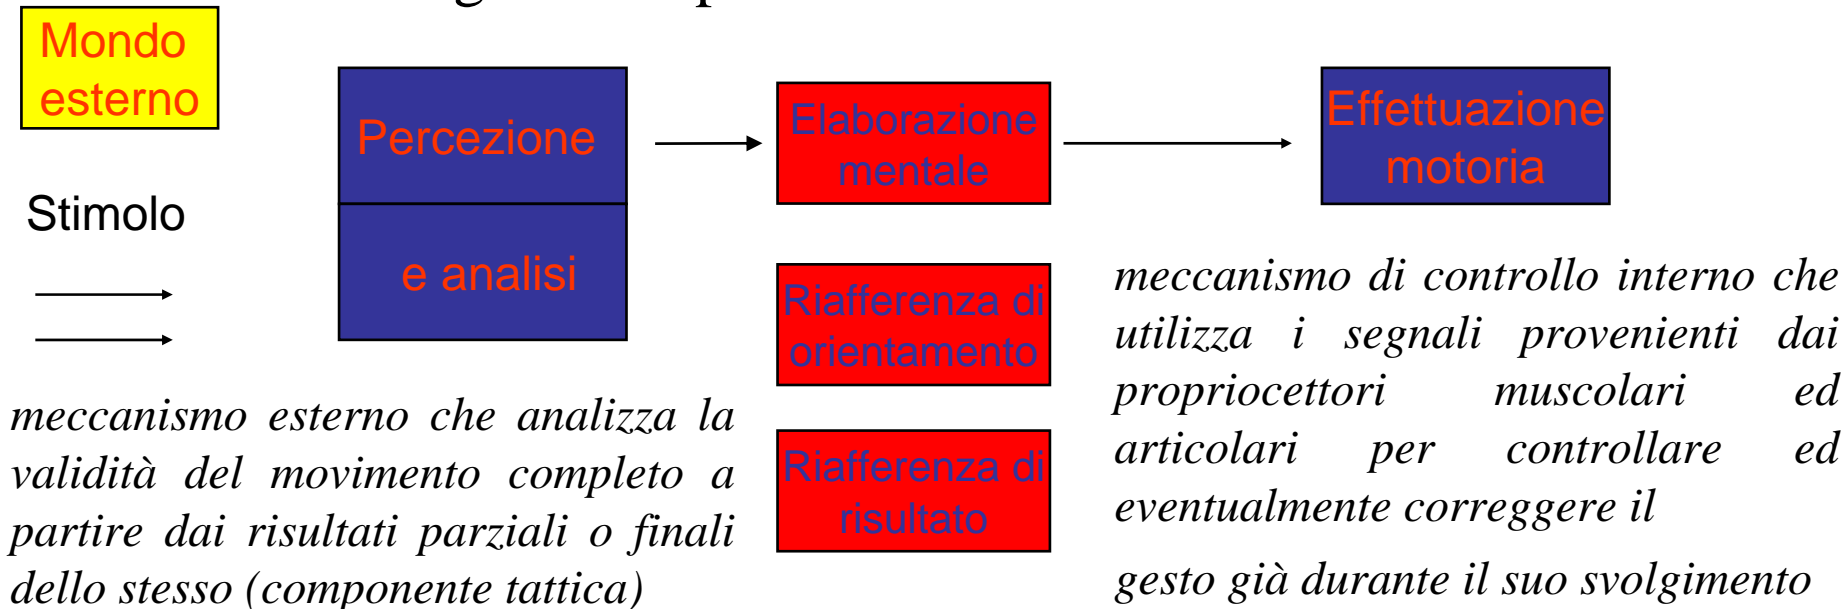 Mondo
esterno
Percezione
e analisi
Elaborazione
mentale
Effettuazione
motoria
Stimolo
Riafferenza di
orientamento
Riafferenza di
risultato
meccanismo esterno che analizza la
validità del movimento completo a
partire dai risultati parziali o finali
dello stesso (componente tattica)
meccanismo di controllo interno che
utilizza i segnali provenienti dai
propriocettori muscolari ed
articolari per controllare ed
eventualmente correggere il
gesto già durante il suo svolgimento